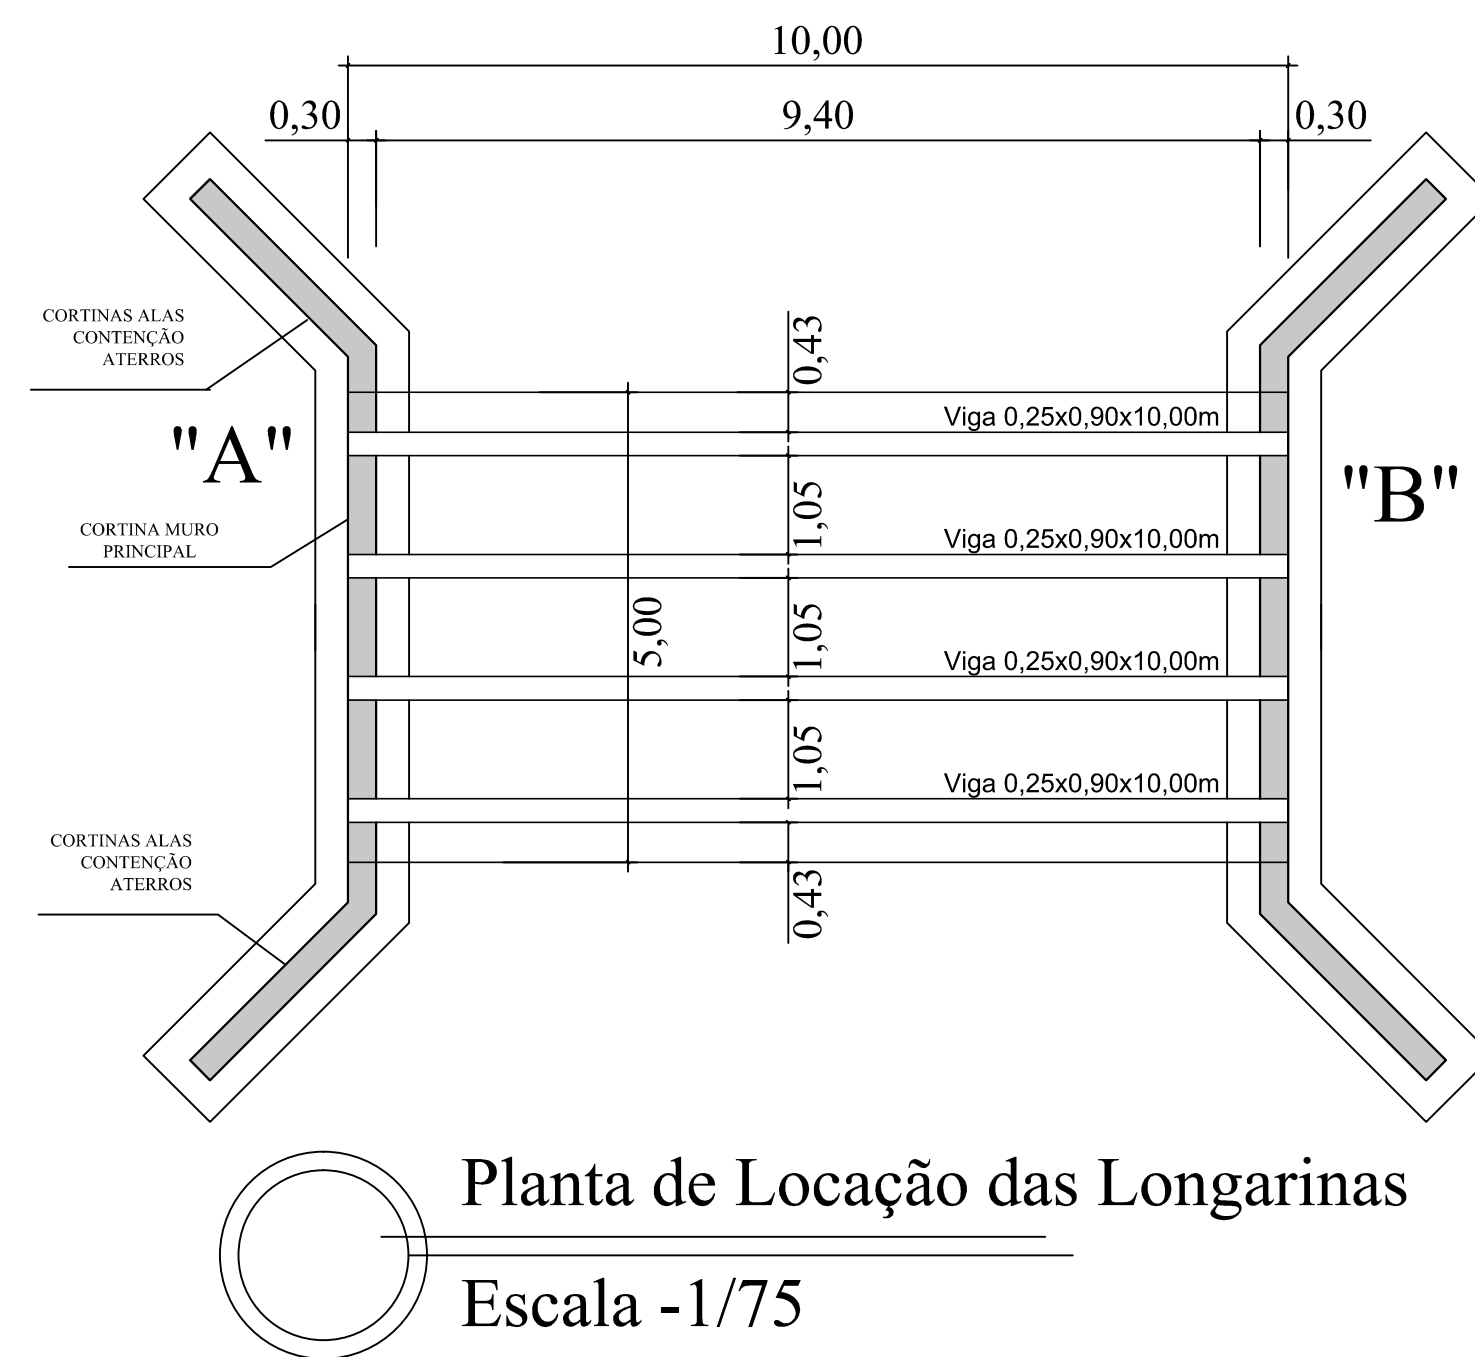 10,00
0,30
9,40
0,30
CORTINAS ALAS
CONTENÇÃO
ATERROS
0,43
"A"
Viga 0,25x0,90x10,00m
"B"
CORTINA MURO
PRINCIPAL
1,05
Viga 0,25x0,90x10,00m
5,00
1,05
Viga 0,25x0,90x10,00m
1,05
Viga 0,25x0,90x10,00m
CORTINAS ALAS
CONTENÇÃO
ATERROS
0,43
Planta de Locação das Longarinas
Escala -1/75